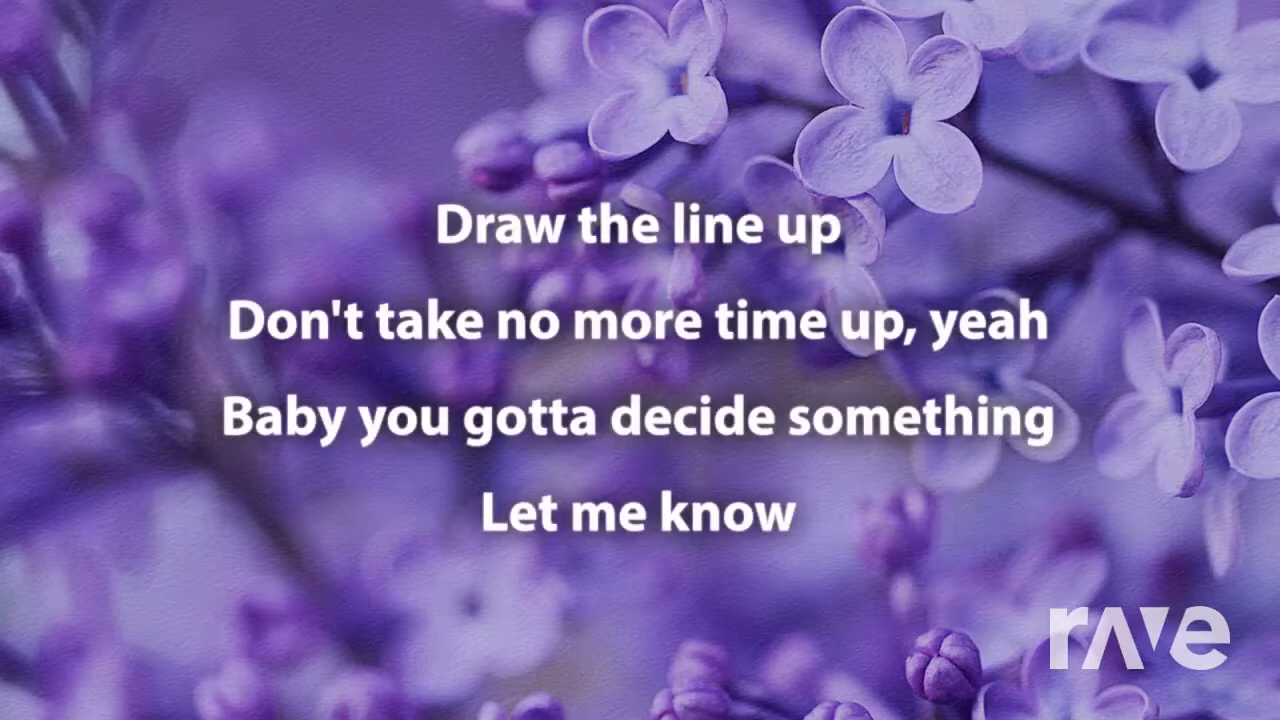 Draw the line up
Don't take no more time up, yeah
Baby you gotta decide something
Let me know
rave